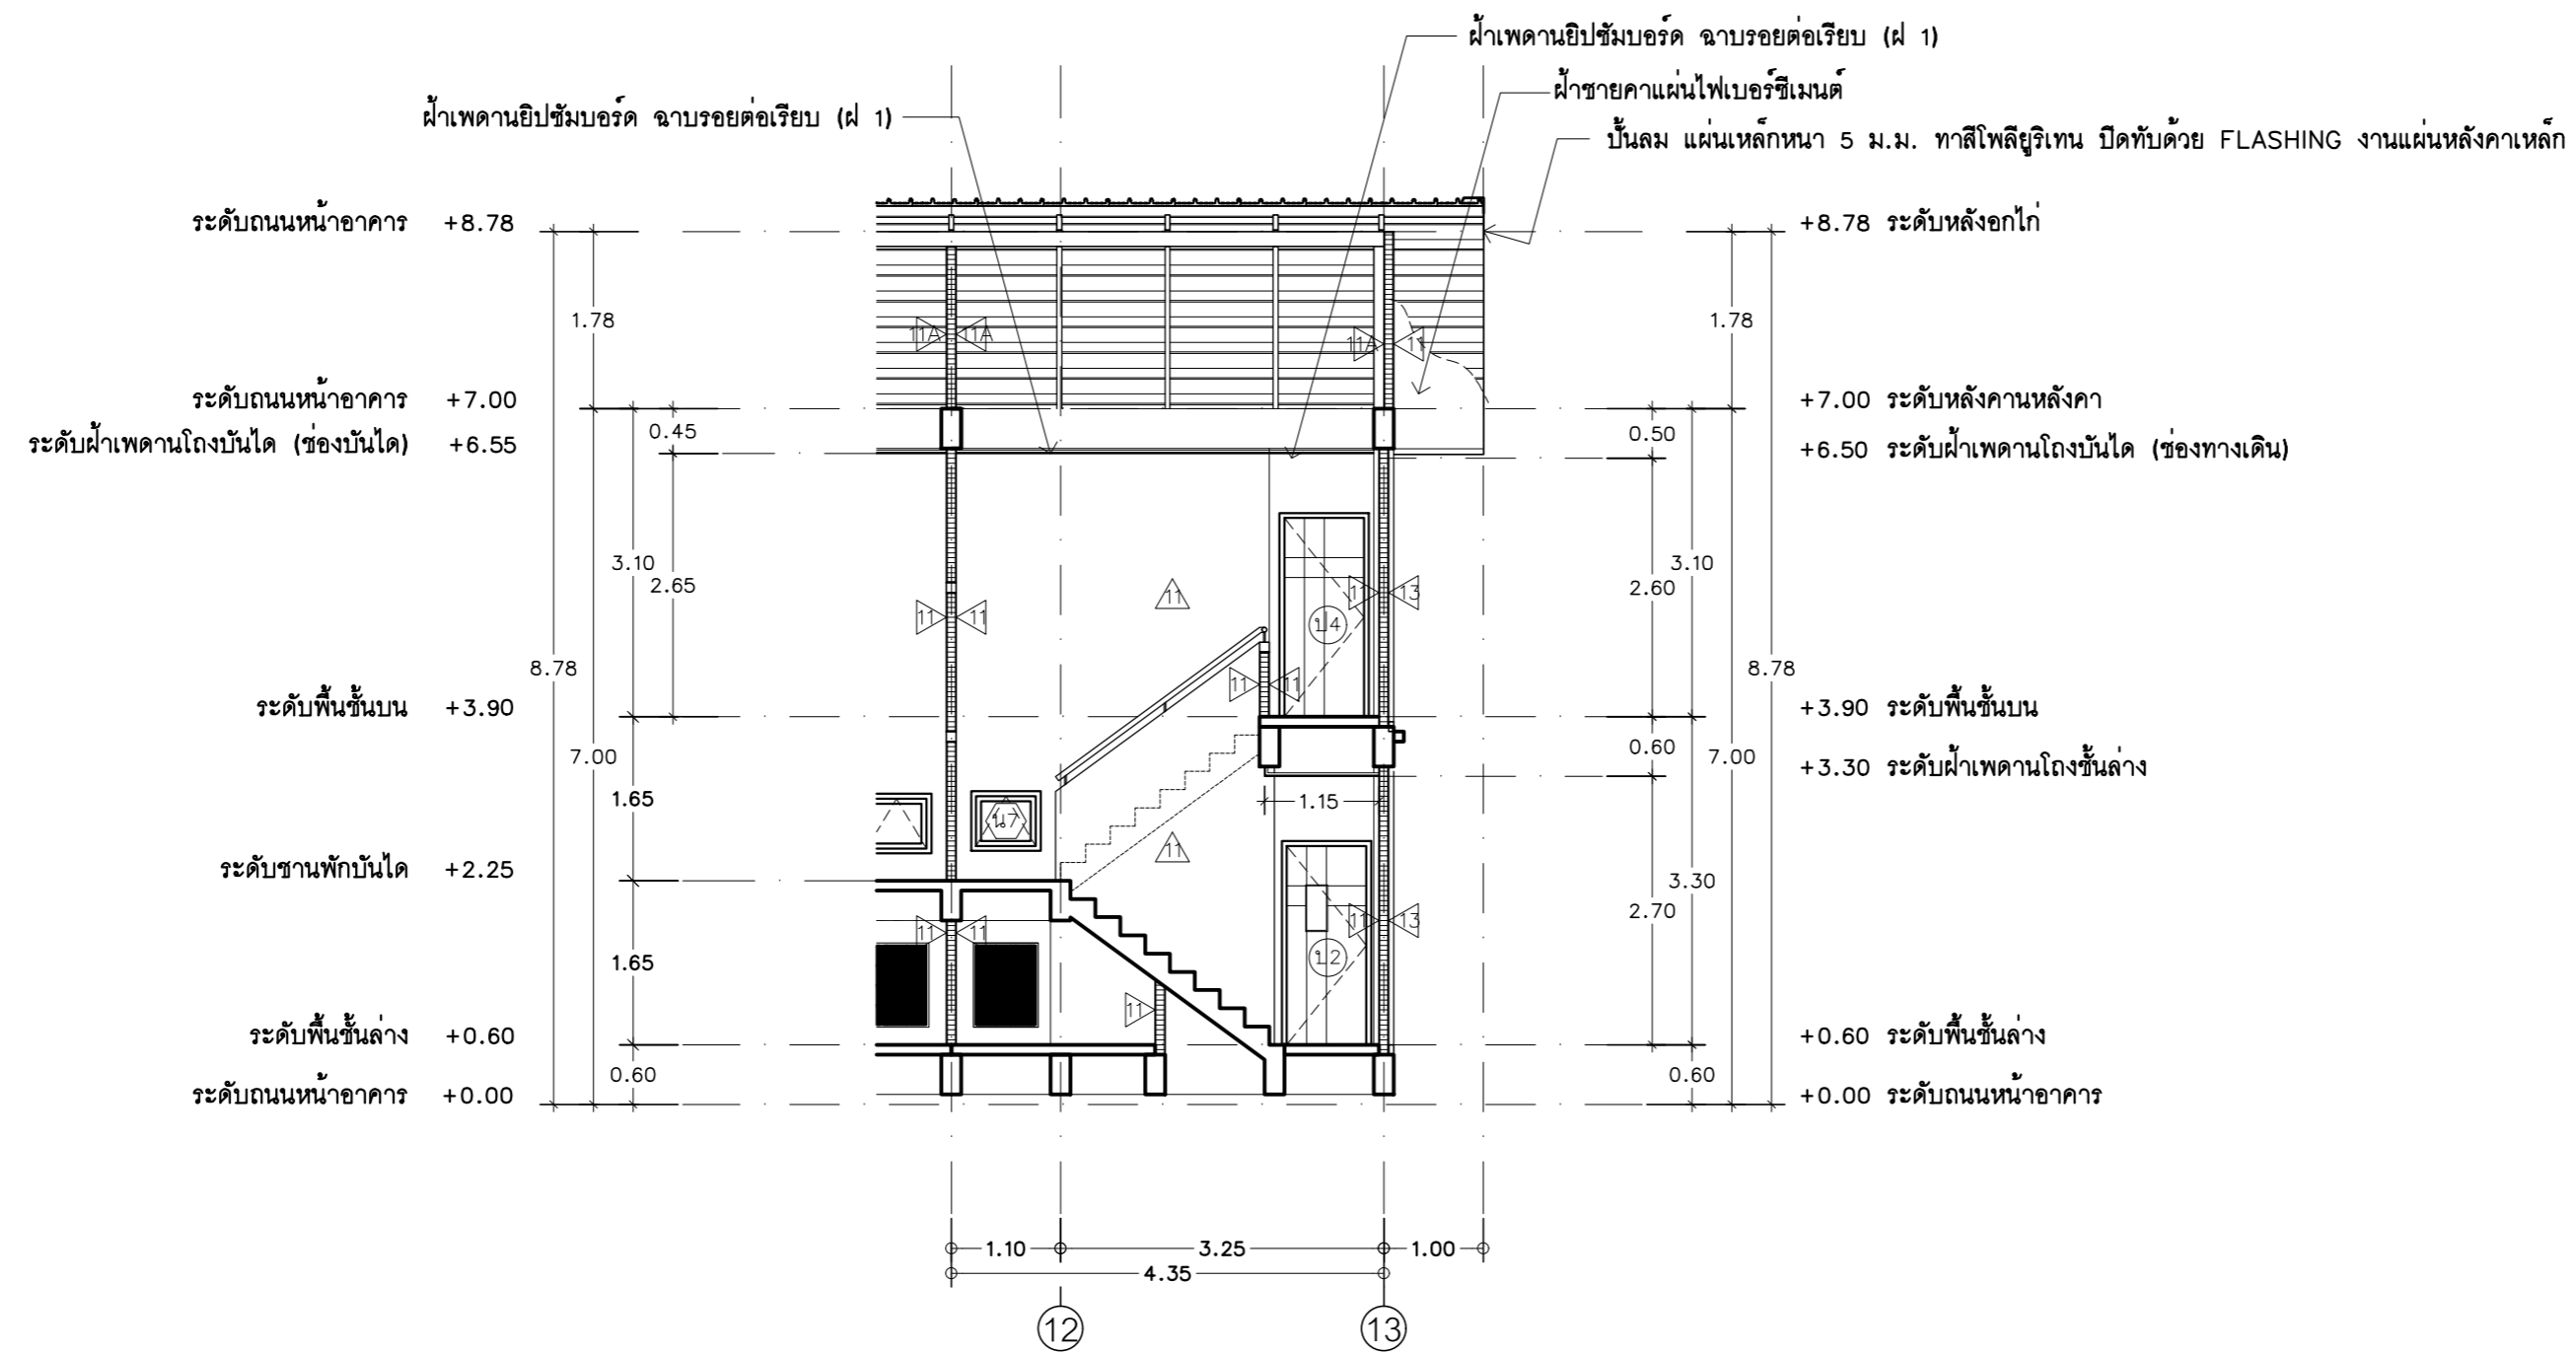 ฝ้าเพดานยิปซัมบอร์ด ฉาบรอยต่อเรียบ (ฝ 1)
ฝ้าชายคาแผ่นไฟเบอร์ซีเมนต์
ฝ้าเพดานยิปซัมบอร์ด ฉาบรอยต่อเรียบ (ฝ 1)
ปั้นลม แผ่นเหล็กหนา 5 ม.ม. ทาสีโพลียูริเทน ปิดทับด้วย FLASHING งานแผ่นหลังคาเหล็ก
ระดับถนนหน้าอาคาร +8.78
+8.78 ระดับหลังอกไก่
1.78
1.78
11A 11A
11A 11
ระดับถนนหน้าอาคาร +7.00
+7.00 ระดับหลังคานหลังคา
0.45
0.50
ระดับฝ้าเพดานโถงบันได (ช่องบันได) +6.55
+6.50 ระดับฝ้าเพดานโถงบันได (ช่องทางเดิน)
3.10
3.10
2.65
2.60
11
11 13
11 11
ป4
8.78
8.78
11 11
ระดับพื้นชั้นบน +3.90
+3.90 ระดับพื้นชั้นบน
7.00
0.60
7.00
+3.30 ระดับฝ้าเพดานโถงชั้นล่าง
1.65
1.15
น7
11
ระดับชานพักบันได +2.25
3.30
2.70
11 11
11 13
1.65
ป2
11
ระดับพื้นชั้นล่าง +0.60
+0.60 ระดับพื้นชั้นล่าง
0.60
0.60
ระดับถนนหน้าอาคาร +0.00
+0.00 ระดับถนนหน้าอาคาร
1.10 3.25 1.00
4.35
12 13